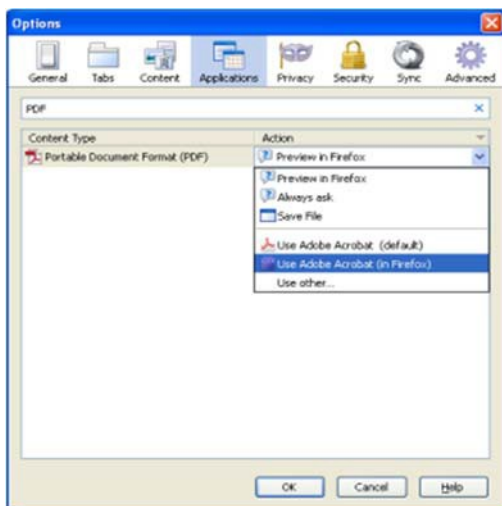 Options
General Tabs Content Applications Privacy Security Sync Advanced
PDF
Content Type Action
Portable Document Format (PDF) Preview in Firefox
Preview in Firefox
Always ask
Save File
Use Adobe Acrobat (default)
Use Adobe Acrobat (in Firefox)
Use other...
OK Cancel Help